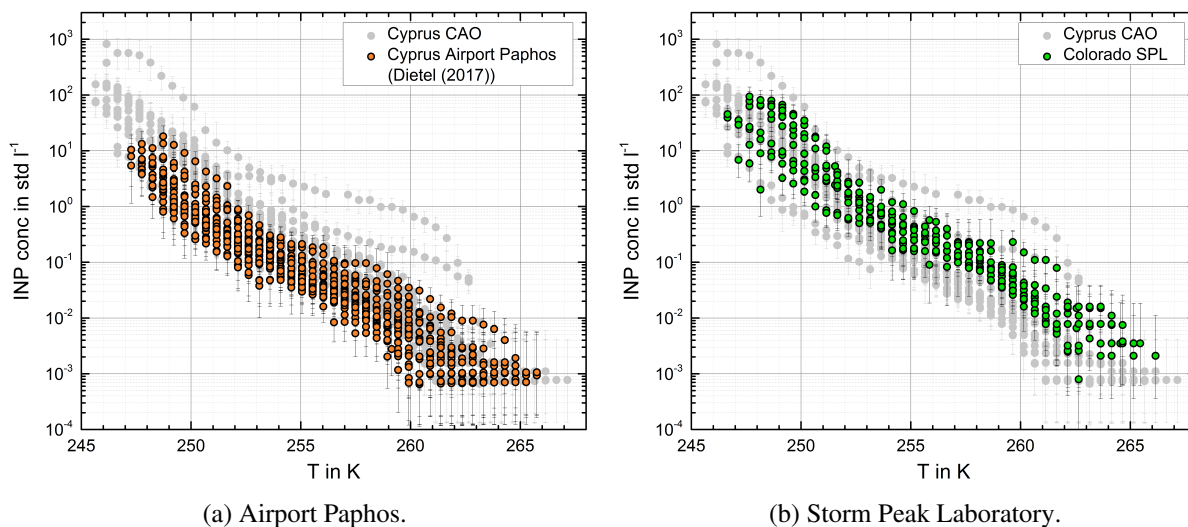 10^3
10^2
10^1
10^0
10^-1
10^-2
10^-3
10^-4
INP conc in std l^-1
Cyprus CAO
Cyprus Airport Paphos
(Dietel (2017))
245 250 255 260 265
T in K
(a) Airport Paphos.
10^3
10^2
10^1
10^0
10^-1
10^-2
10^-3
10^-4
INP conc in std l^-1
Cyprus CAO
Colorado SPL
245 250 255 260 265
T in K
(b) Storm Peak Laboratory.